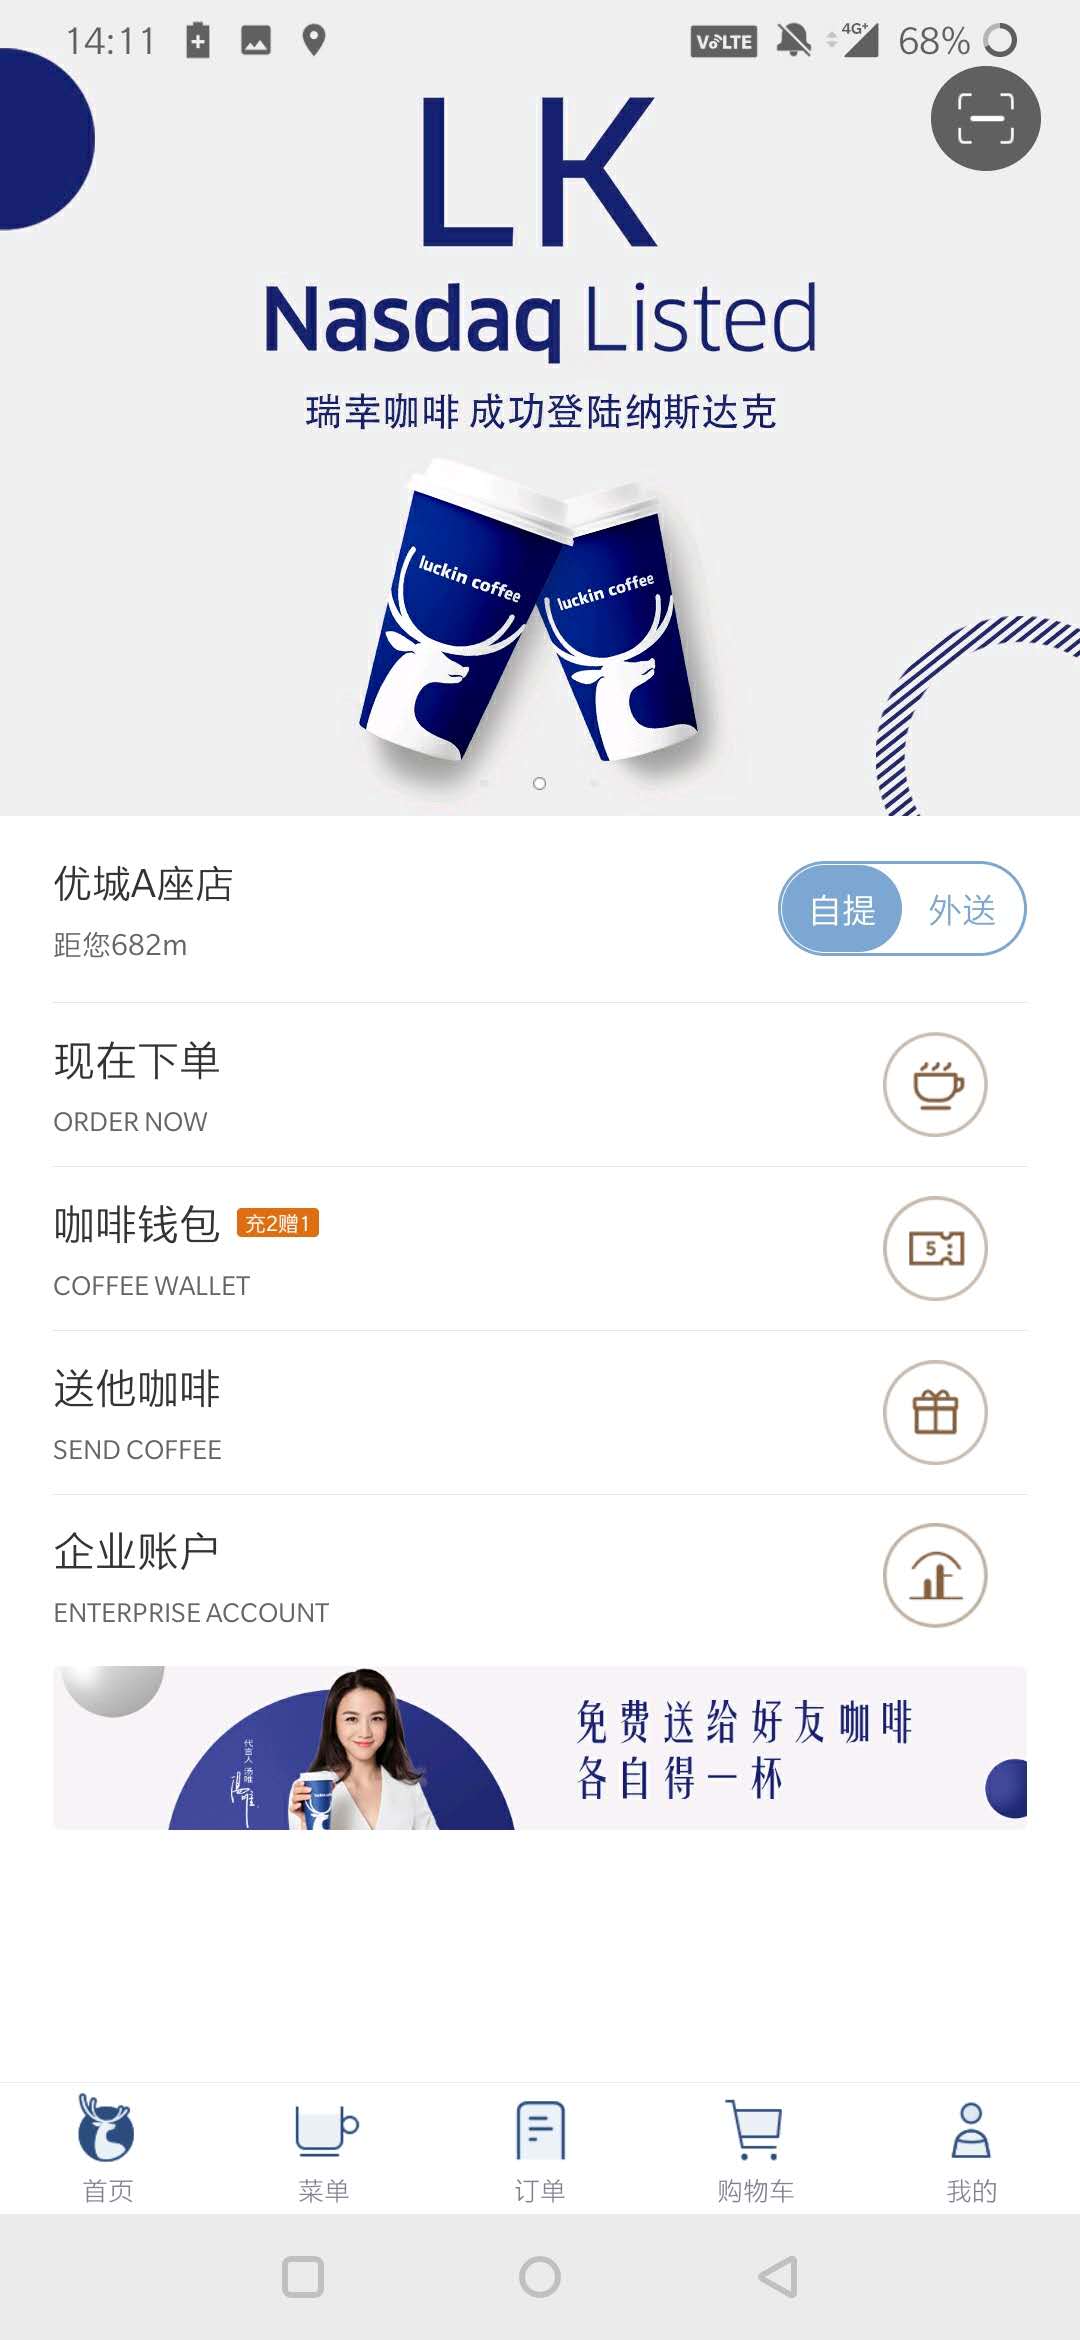 14:11 VoLTE 4G+ 68%
LK
Nasdaq Listed
瑞幸咖啡 成功登陆纳斯达克
luckin coffee
luckin coffee
优城A座店
自提 外送
距您682m
现在下单
ORDER NOW
咖啡钱包 充2赠1
5
COFFEE WALLET
送他咖啡
SEND COFFEE
企业账户
ENTERPRISE ACCOUNT
免费送给好友咖啡
各自得一杯
代言人 汤唯
首页 菜单 订单 购物车 我的